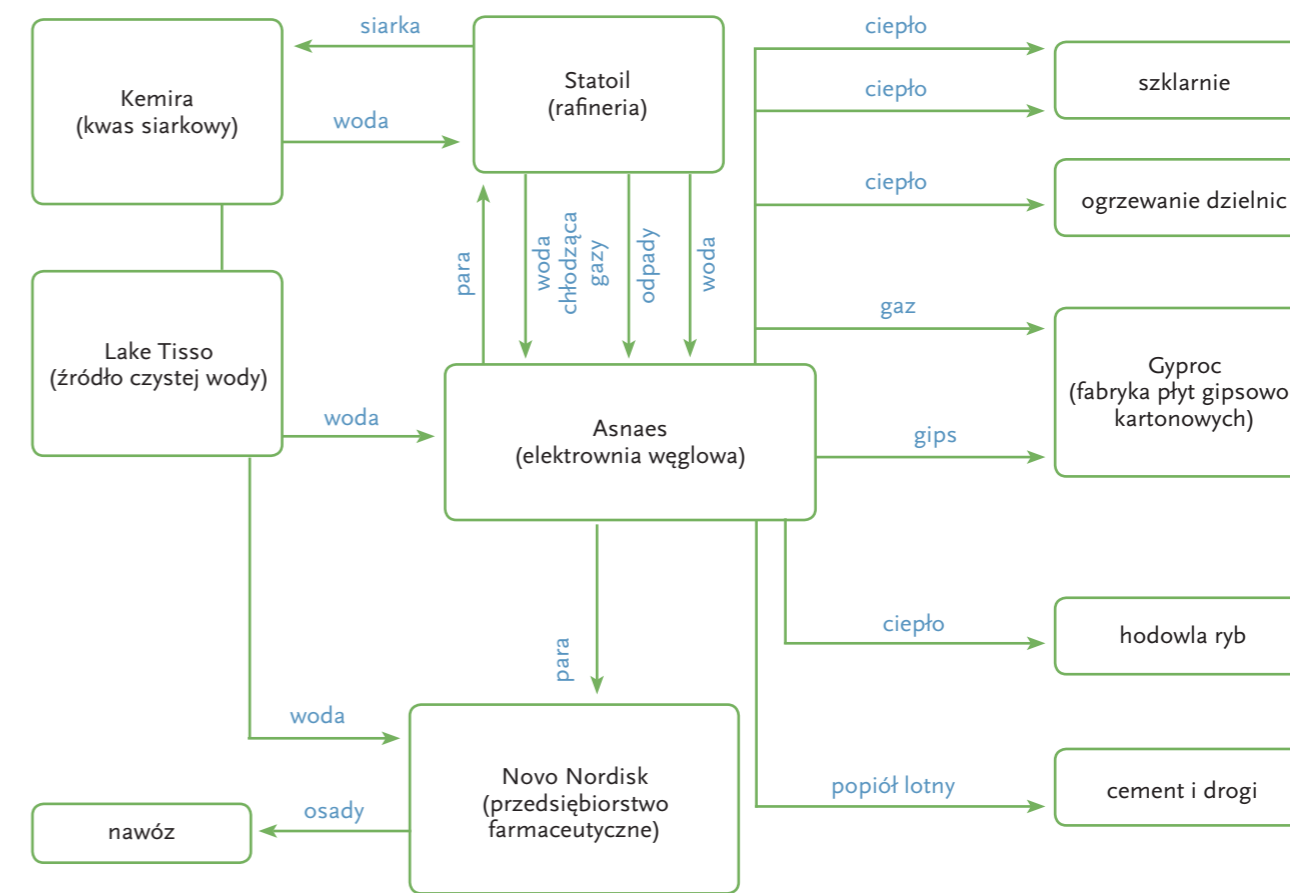 siarka
Kemira
(kwas siarkowy)
woda
Statoil
(rafineria)
ciepło
szklarnie
ciepło
ciepło
ogrzewanie dzielnic
para
woda
chłodząca
gazy
odpady
woda
Lake Tisso
(źródło czystej wody)
woda
Asnaes
(elektrownia węglowa)
gaz
Gyproc
(fabryka płyt gipsowo
kartonowych)
gips
para
ciepło
hodowla ryb
woda
Novo Nordisk
(przedsiębiorstwo
farmaceutyczne)
osady
nawóz
popiół lotny
cement i drogi